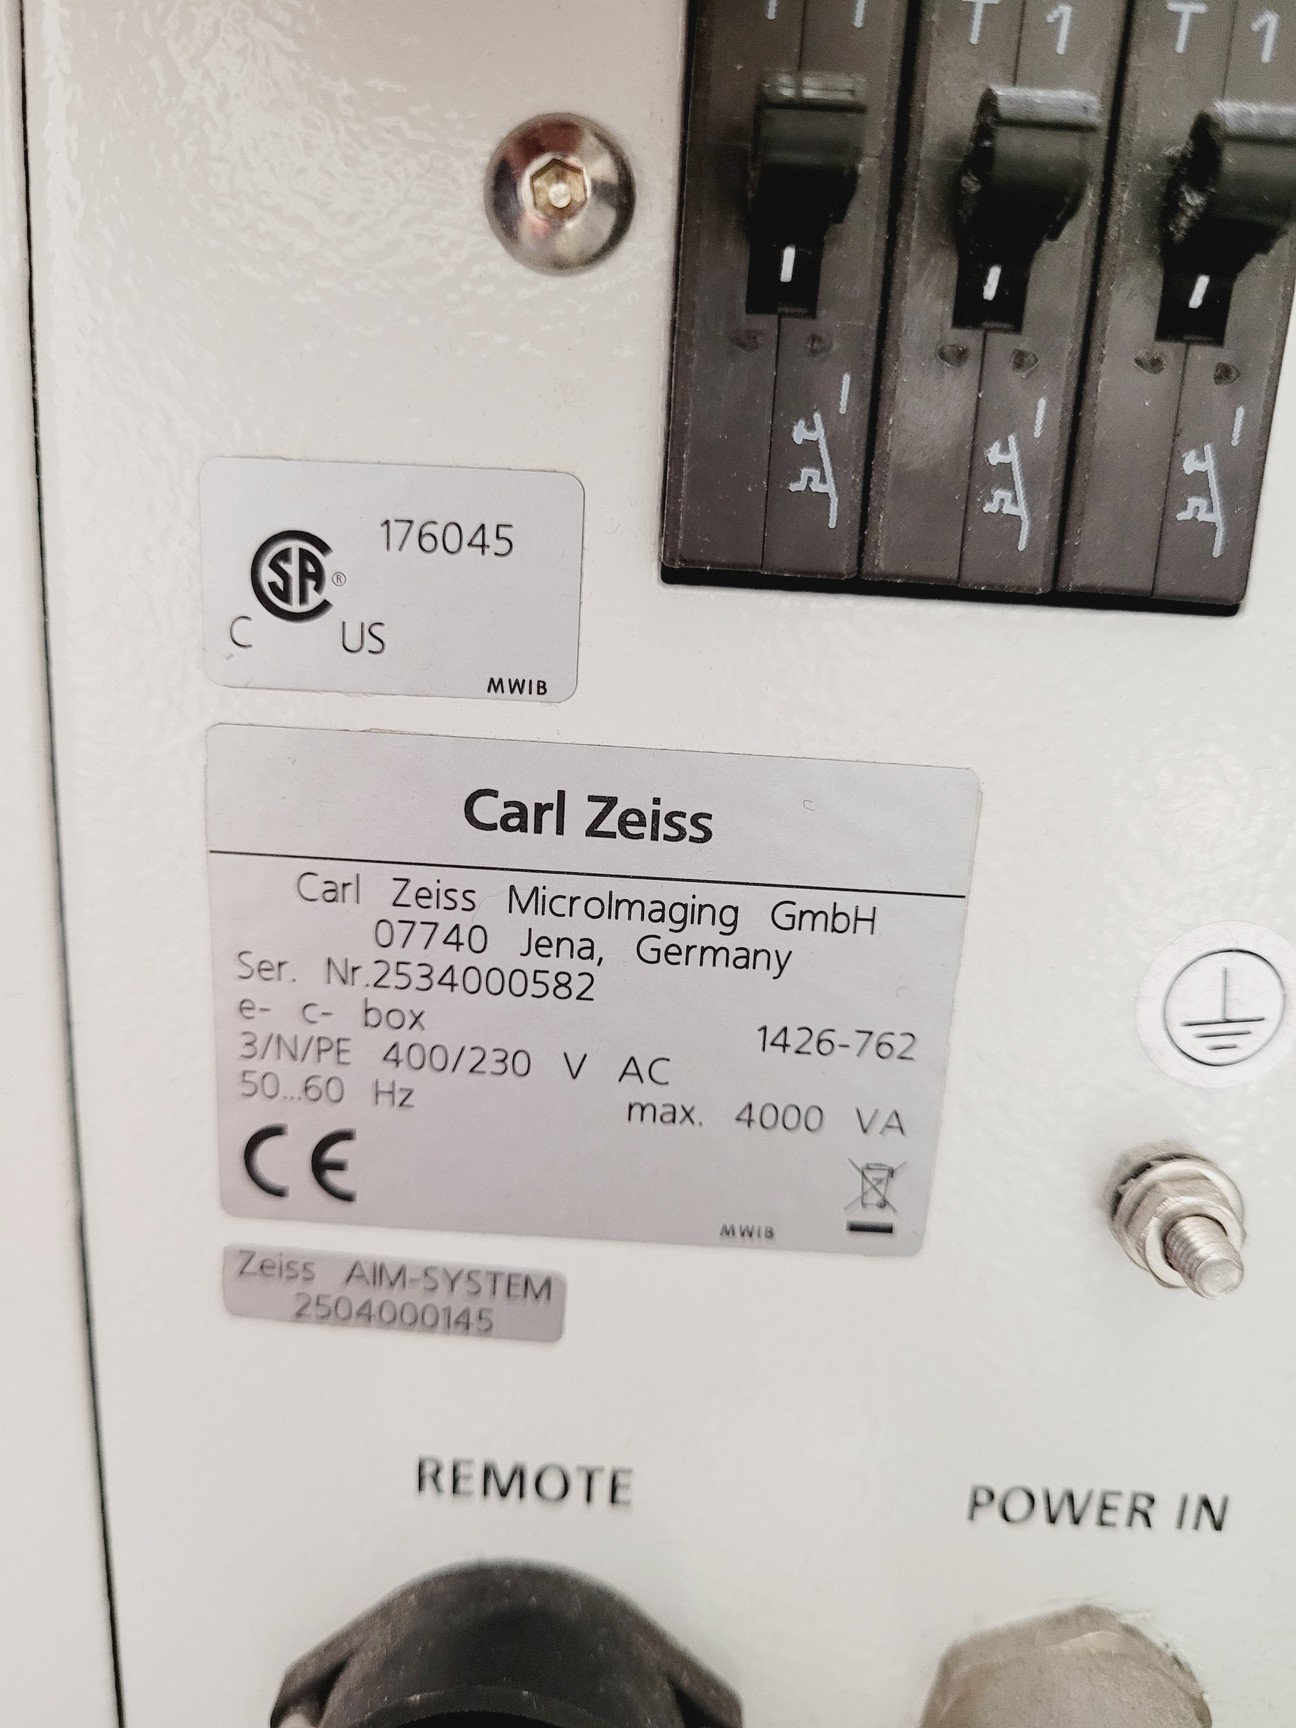 T 1
T 1
176045
CSA ®
C US
MWIB
Carl Zeiss
Carl Zeiss MicroImaging GmbH
07740 Jena, Germany
Ser. Nr.2534000582
e- c- box
1426-762
3/N/PE 400/230 V AC
50...60 Hz
max. 4000 VA
CE
MWIB
Zeiss AIM-SYSTEM
2504000145
REMOTE
POWER IN